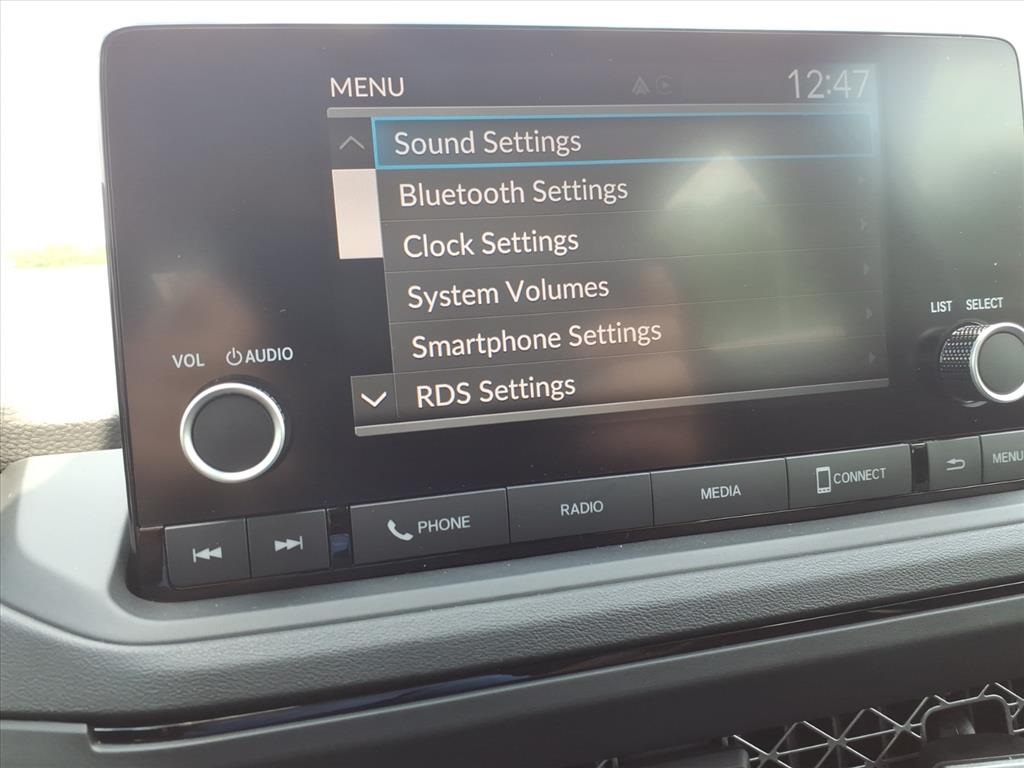 MENU 12:47
Sound Settings
Bluetooth Settings
Clock Settings
System Volumes
Smartphone Settings
RDS Settings
VOL AUDIO
LIST SELECT
PHONE RADIO MEDIA CONNECT MENU